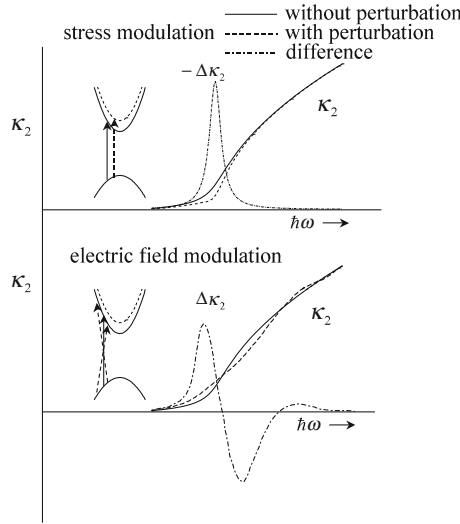 without perturbation
stress modulation
with perturbation
difference
− Δκ₂
κ₂
κ₂
ħω
electric field modulation
κ₂
Δκ₂
κ₂
ħω